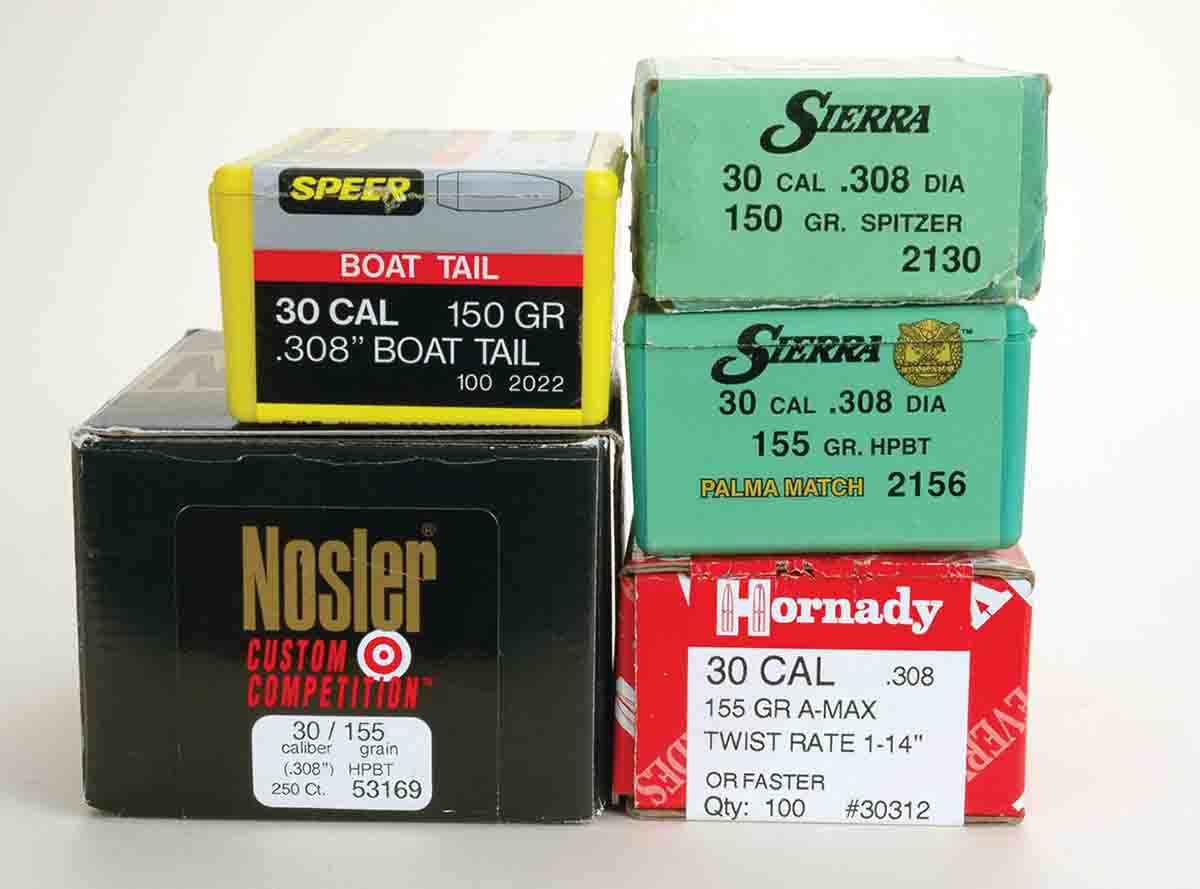 SPEER
BOAT TAIL
30 CAL 150 GR
.308” BOAT TAIL
100 2022
Nosler®
CUSTOM
COMPETITION™
30 / 155
caliber grain
(.308") HPBT
250 Ct. 53169
SIERRA
30 CAL .308 DIA
150 GR. SPITZER
2130
SIERRA
30 CAL .308 DIA
155 GR. HPBT
PALMA MATCH 2156
Hornady
30 CAL .308
155 GR A-MAX
TWIST RATE 1-14"
OR FASTER
Qty: 100 #30312